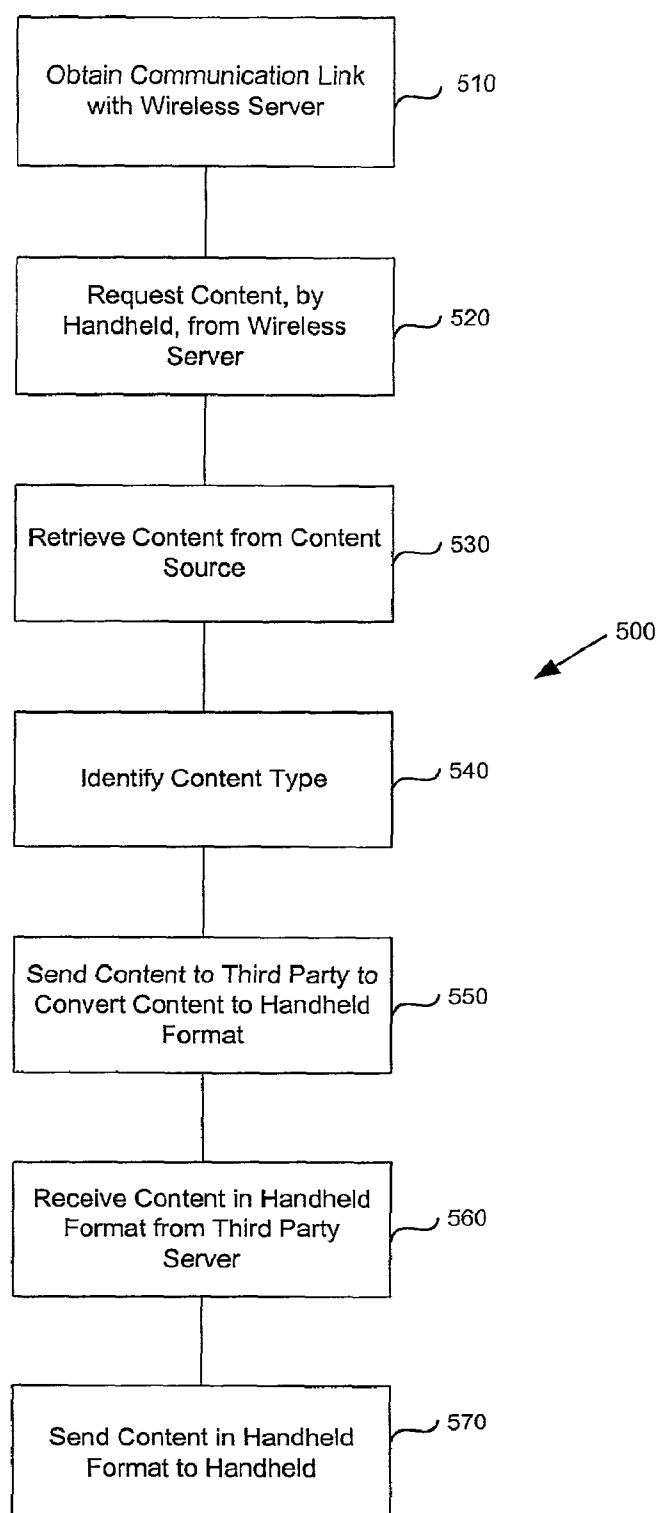 Obtain Communication Link
with Wireless Server
510
Request Content, by
Handheld, from Wireless
Server
520
Retrieve Content from Content
Source
530
500
Identify Content Type
540
Send Content to Third Party to
Convert Content to Handheld
Format
550
Receive Content in Handheld
Format from Third Party
Server
560
Send Content in Handheld
Format to Handheld
570